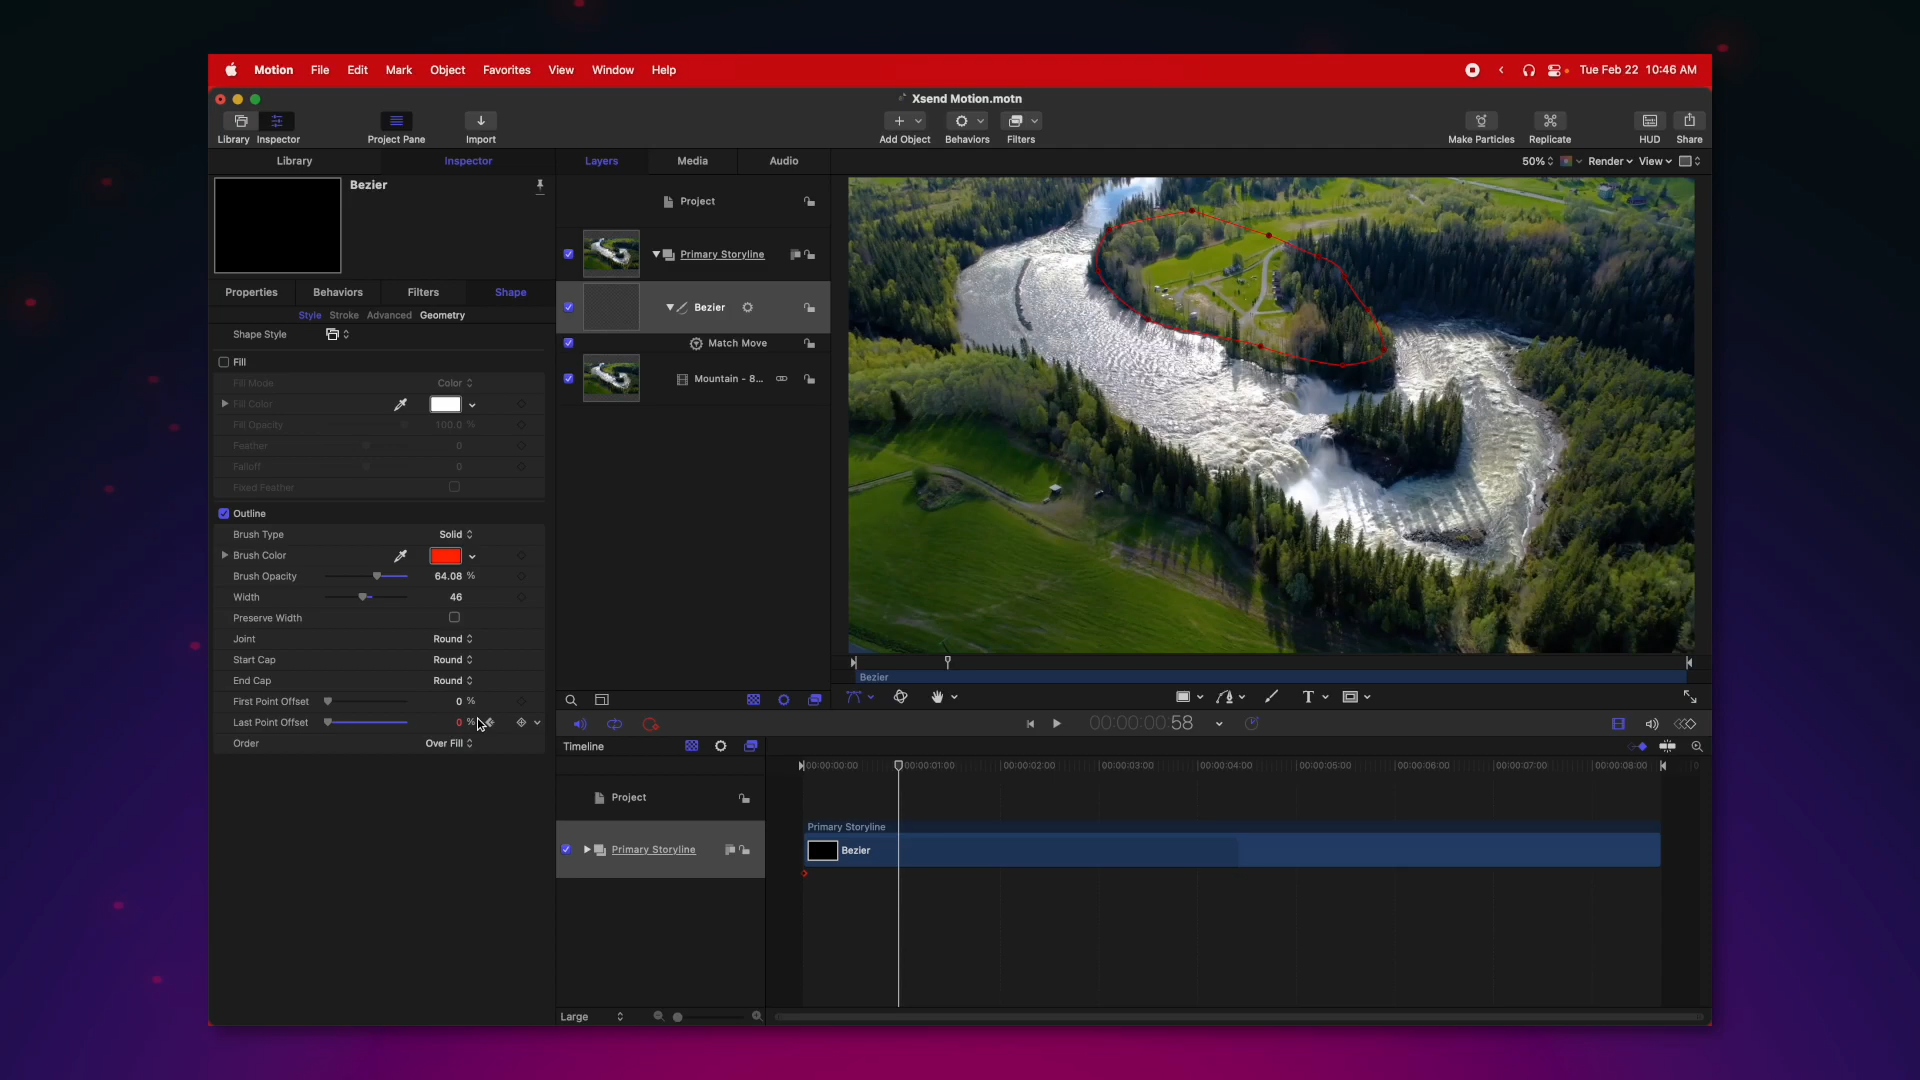 Motion File Edit Mark Object Favorites View Window Help Tue Feb 22 10:46 AM
Xsend Motion.motn
Library Inspector Project Pane Import Add Object Behaviors Filters Make Particles Replicate HUD Share
Library Inspector Layers Media Audio 50% Render View
Bezier
Project
Primary Storyline
Properties Behaviors Filters Shape
Bezier
Style Stroke Advanced Geometry
Shape Style
Match Move
Fill
Mountain - 8...
Fill Mode Color
Fill Color
Fill Opacity 100.0 %
Feather 0
Falloff 0
Fixed Feather
Outline
Brush Type Solid
Brush Color
Brush Opacity 64.08 %
Width 46
Preserve Width
Joint Round
Start Cap Round
End Cap Round
Bezier
First Point Offset 0 %
Last Point Offset 0 %
00:00:00:00 58
Order Over Fill
Timeline
00:00:00:00 00:00:01:00 00:00:02:00 00:00:03:00 00:00:04:00 00:00:05:00 00:00:06:00 00:00:07:00 00:00:08:00
Project
Primary Storyline
Primary Storyline
Bezier
Large